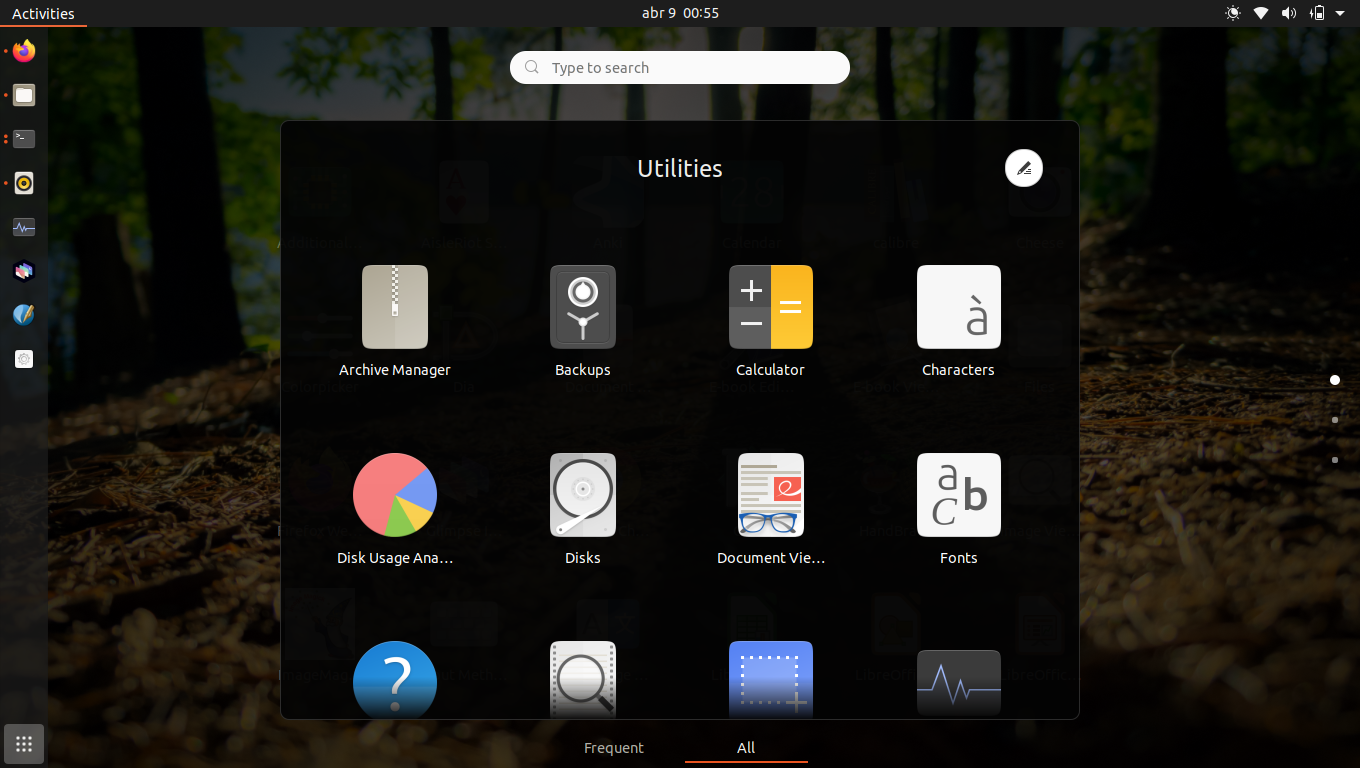 Activities
abr 9 00:55
Type to search
Utilities
Archive Manager
Backups
Calculator
Characters
Disk Usage Ana…
Disks
Document Vie…
Fonts
Frequent
All